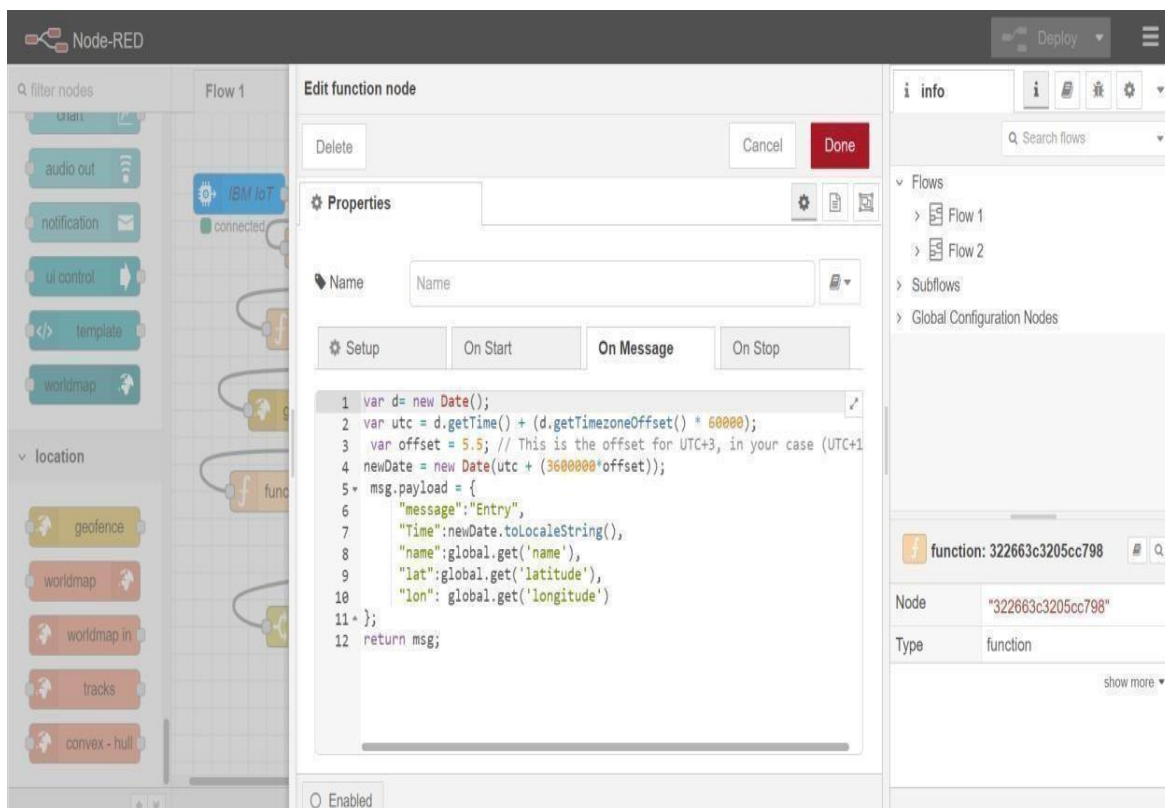 Node-RED
Deploy
filter nodes
Flow 1
Edit function node
info
chart
Delete
Cancel
Done
Search flows
audio out
IBM IoT
Properties
Flows
notification
connected
Flow 1
Flow 2
ui control
Name
Name
Subflows
template
Global Configuration Nodes
Setup
On Start
On Message
On Stop
worldmap
1 var d= new Date();
2 var utc = d.getTime() + (d.getTimezoneOffset() * 60000);
3 var offset = 5.5; // This is the offset for UTC+3, in your case (UTC+1
location
4 newDate = new Date(utc + (3600000*offset));
5 msg.payload = {
func
6 "message":"Entry",
geofence
7 "Time":newDate.toLocaleString(),
8 "name":global.get('name'),
function: 322663c3205cc798
worldmap
9 "lat":global.get('latitude'),
10 "lon": global.get('longitude')
Node
"322663c3205cc798"
worldmap in
11 };
12 return msg;
Type
function
tracks
show more
convex - hull
Enabled